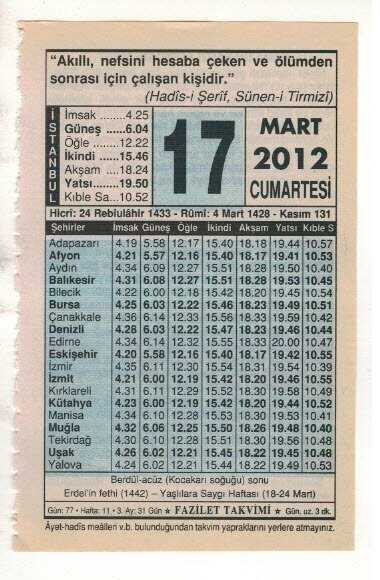 “Akıllı, nefsini hesaba çeken ve ölümden
sonrası için çalışan kişidir.”
(Hadîs-i Şerîf, Sünen-i Tirmizî)
İSTANBUL
İmsak ........4.25
Güneş ......6.04
Öğle ........12.22
İkindi ......15.46
Akşam ....18.24
Yatsı.......19.50
Kıble Sa...10.52
17
MART
2012
CUMARTESİ
Hicrî: 24 Rebîulâhir 1433 - Rûmî: 4 Mart 1428 - Kasım 131
Şehirler İmsak Güneş Öğle İkindi Akşam Yatsı Kıble S
Adapazarı 4.19 5.58 12.17 15.40 18.18 19.44 10.57
Afyon 4.21 5.57 12.16 15.40 18.17 19.41 10.53
Aydın 4.34 6.09 12.27 15.51 18.28 19.50 10.40
Balıkesir 4.31 6.08 12.27 15.51 18.28 19.53 10.45
Bilecik 4.22 6.00 12.18 15.42 18.20 19.45 10.54
Bursa 4.25 6.03 12.22 15.46 18.23 19.49 10.51
Çanakkale 4.36 6.14 12.33 15.56 18.33 19.59 10.42
Denizli 4.28 6.03 12.22 15.47 18.23 19.46 10.44
Edirne 4.34 6.14 12.32 15.55 18.33 20.00 10.47
Eskişehir 4.20 5.58 12.16 15.40 18.17 19.42 10.55
İzmir 4.35 6.11 12.30 15.54 18.31 19.54 10.39
İzmit 4.21 6.00 12.19 15.42 18.20 19.46 10.55
Kırklareli 4.31 6.11 12.29 15.52 18.30 19.58 10.49
Kütahya 4.23 6.00 12.19 15.42 18.20 19.44 10.52
Manisa 4.34 6.10 12.28 15.53 18.30 19.53 10.41
Muğla 4.32 6.06 12.25 15.50 18.26 19.48 10.40
Tekirdağ 4.30 6.10 12.28 15.51 18.30 19.56 10.48
Uşak 4.26 6.02 12.21 15.45 18.22 19.45 10.48
Yalova 4.24 6.02 12.21 15.44 18.22 19.49 10.53
Berdül-acûz (Kocakarı soğuğu) sonu
Erdel'in fethi (1442) – Yaşlılara Saygı Haftası (18-24 Mart)
Gün: 77 • Hafta: 11 • 3. Ay: 31 Gün ★ FAZİLET TAKVİMİ ★ Gün. uz. 3 dk.
Âyet-hadîs meâlleri v.b. bulunduğundan takvim yapraklarını yerlere atmayınız.